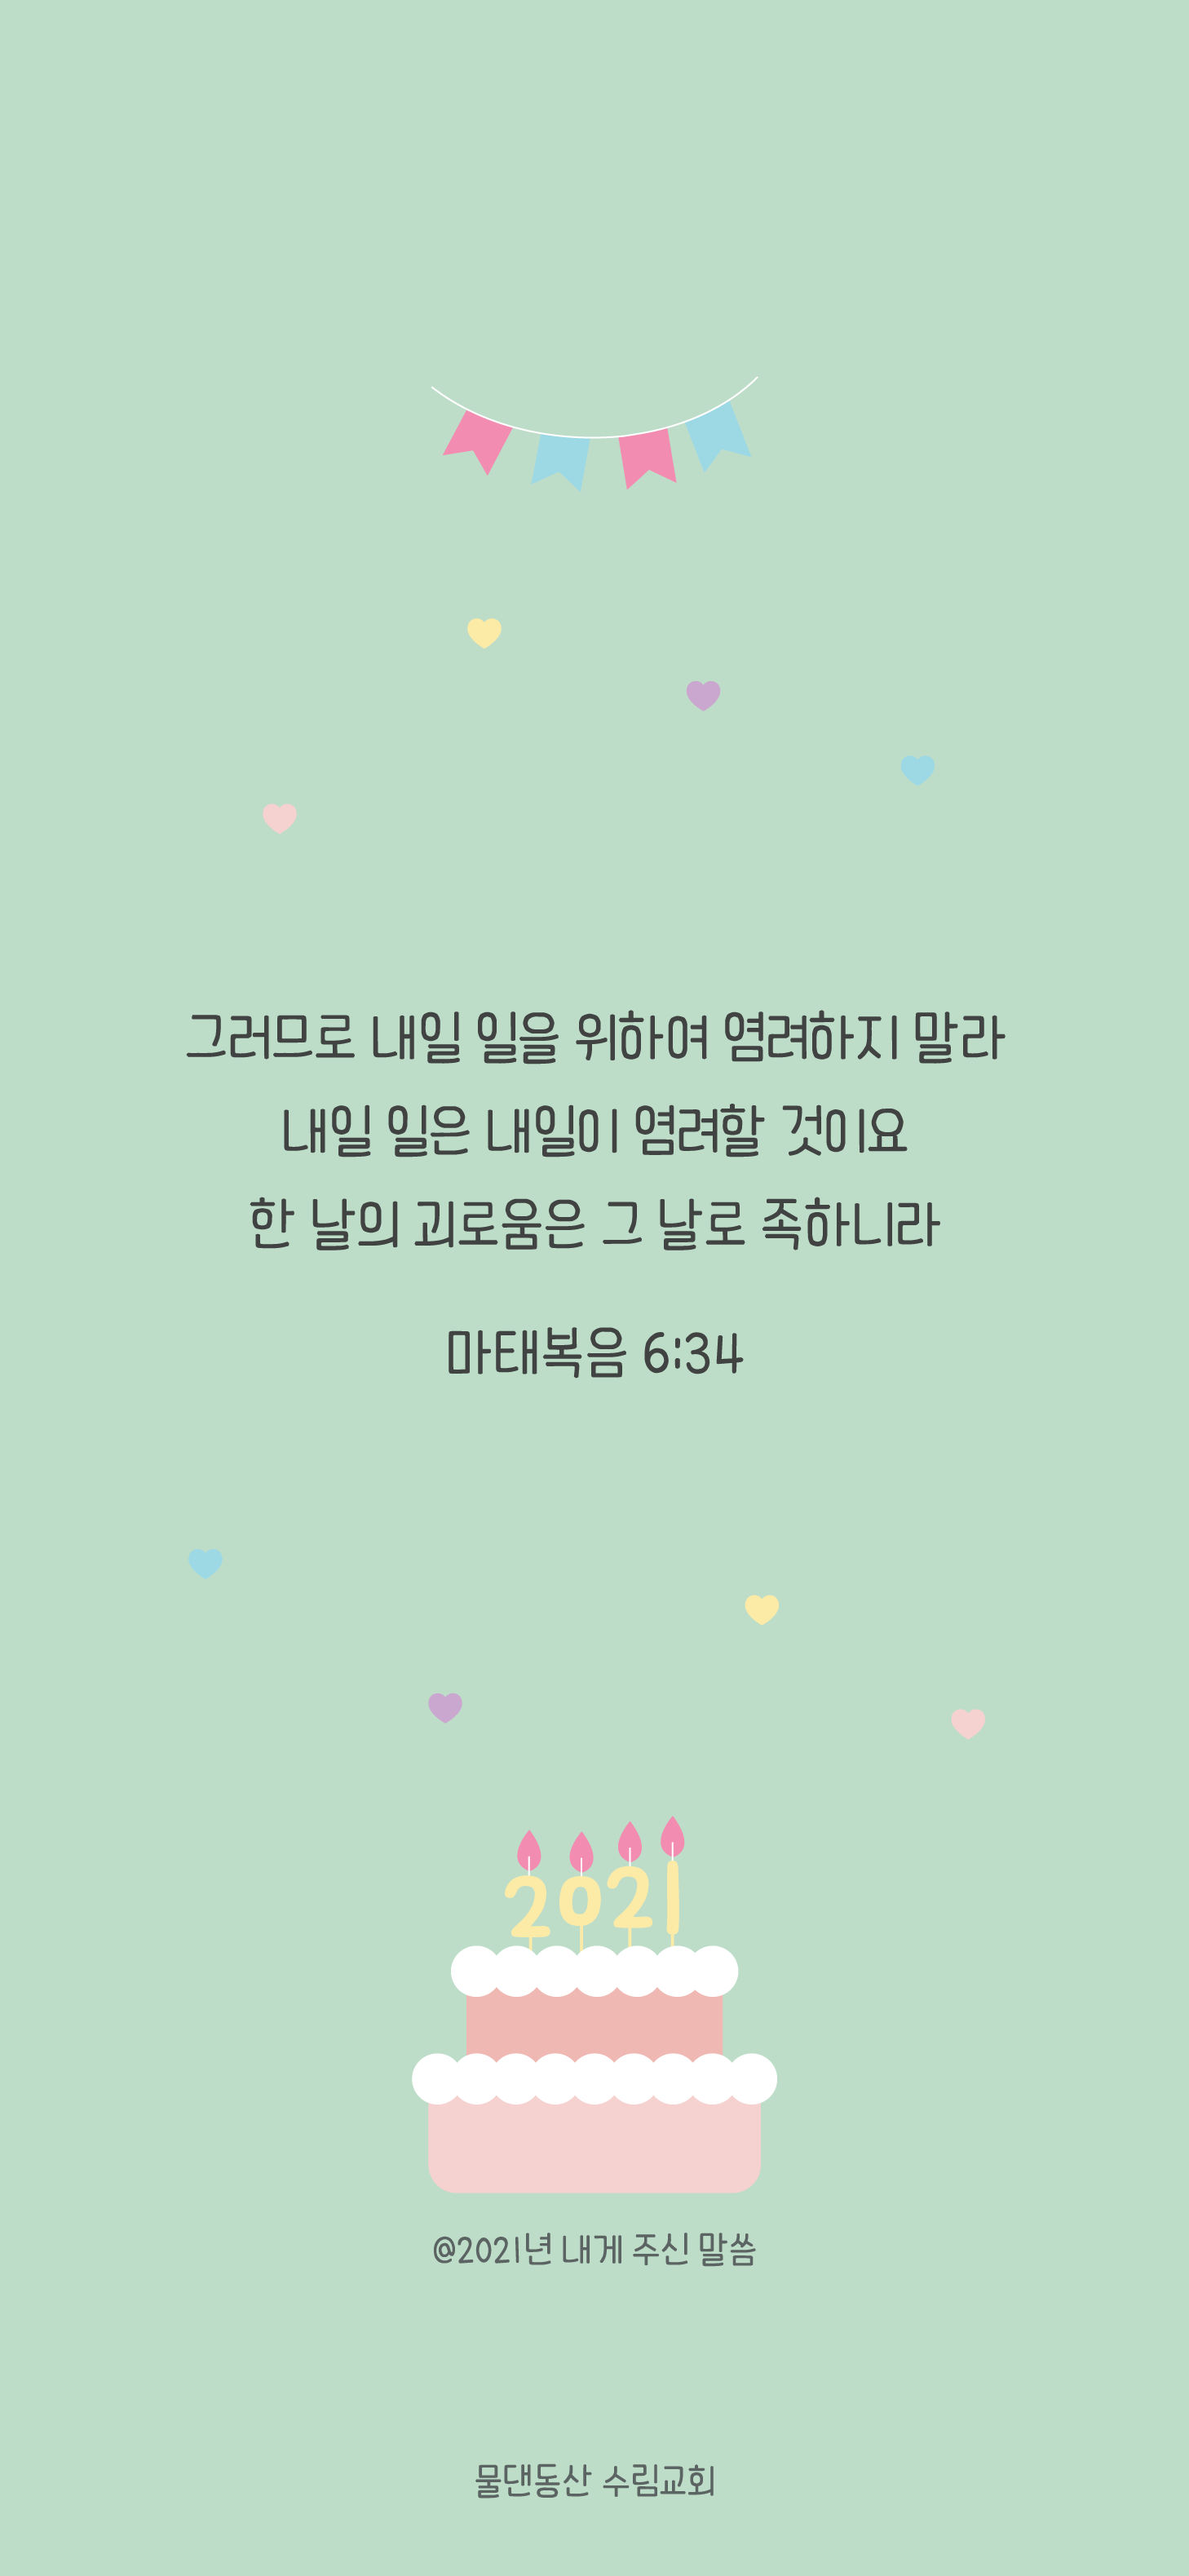 그러므로 내일 일을 위하여 염려하지 말라
내일 일은 내일이 염려할 것이요
한 날의 괴로움은 그 날로 족하니라
마태복음 6:34
2021
@2021년 내게 주신 말씀
물댄동산 수림교회